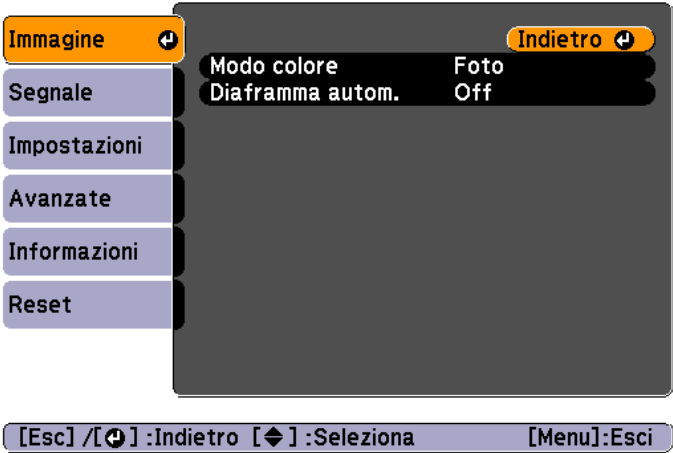 Immagine
Indietro
Modo colore Foto
Diaframma autom. Off
Segnale
Impostazioni
Avanzate
Informazioni
Reset
[Esc] /[ ] :Indietro [ ] :Seleziona [Menu]:Esci